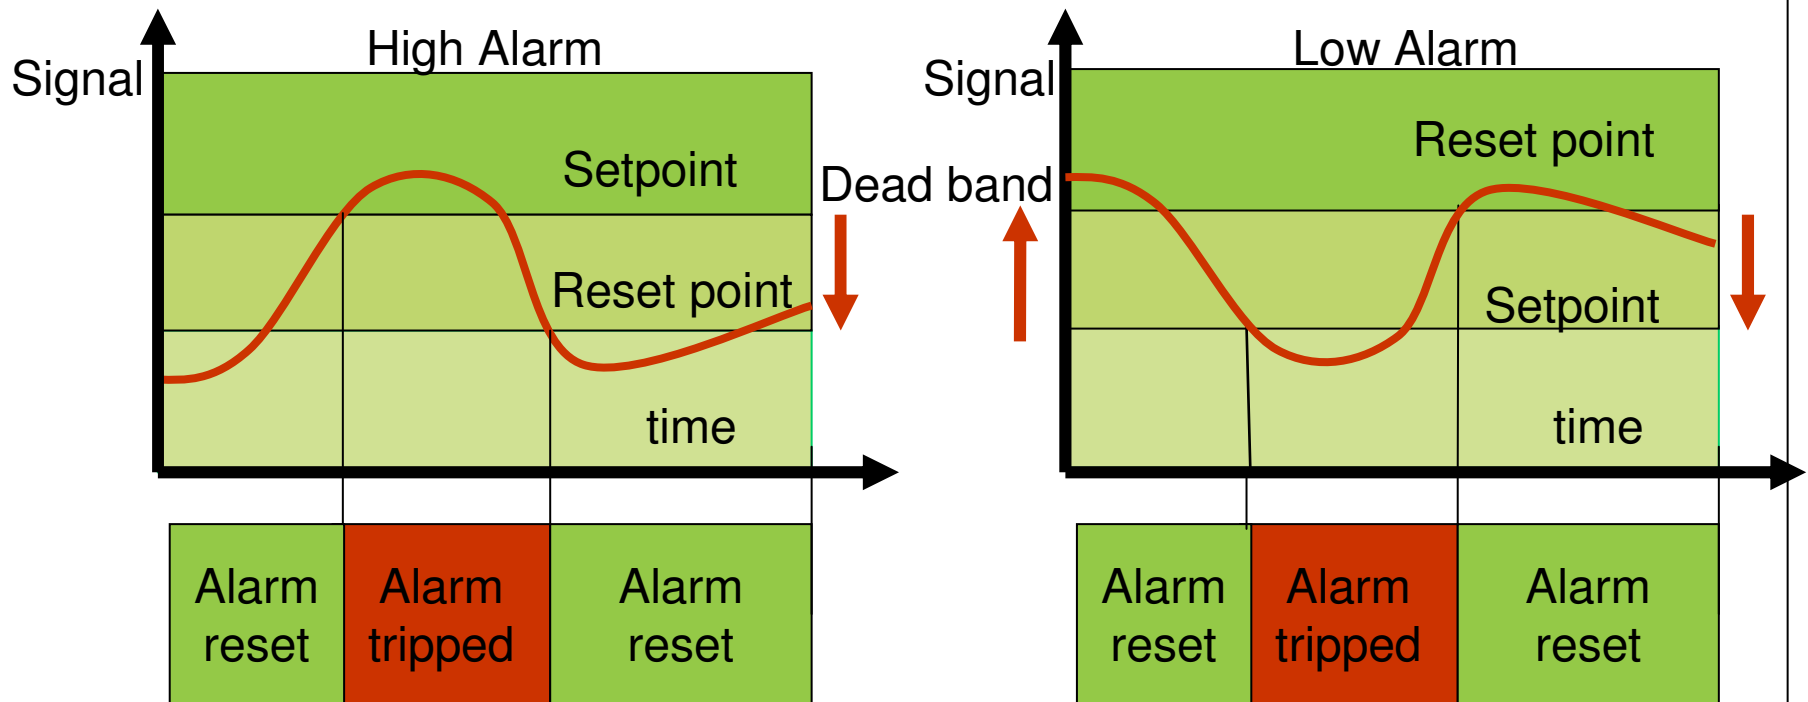 High Alarm
Signal
Setpoint
Reset point
time
Alarm
reset
Alarm
tripped
Alarm
reset
Dead band
Low Alarm
Signal
Reset point
Setpoint
time
Alarm
reset
Alarm
tripped
Alarm
reset